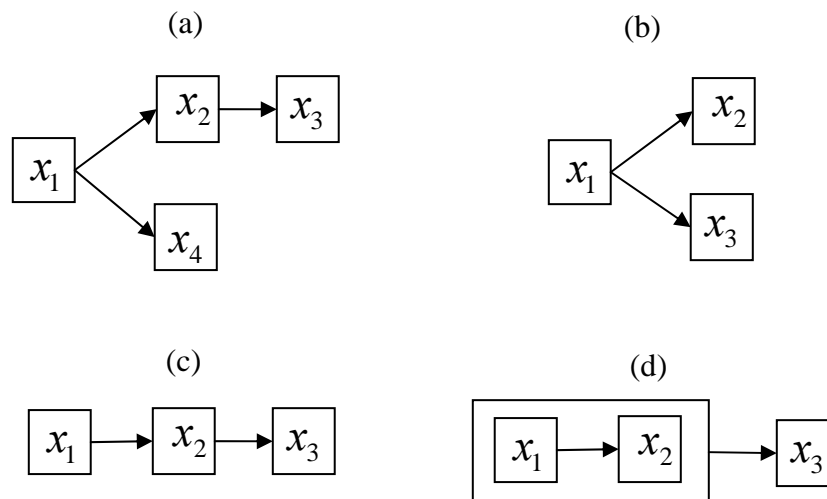 (a)
x₂ x₃
x₁
x₄
(b)
x₂
x₁
x₃
(c)
x₁ x₂ x₃
(d)
x₁ x₂ x₃